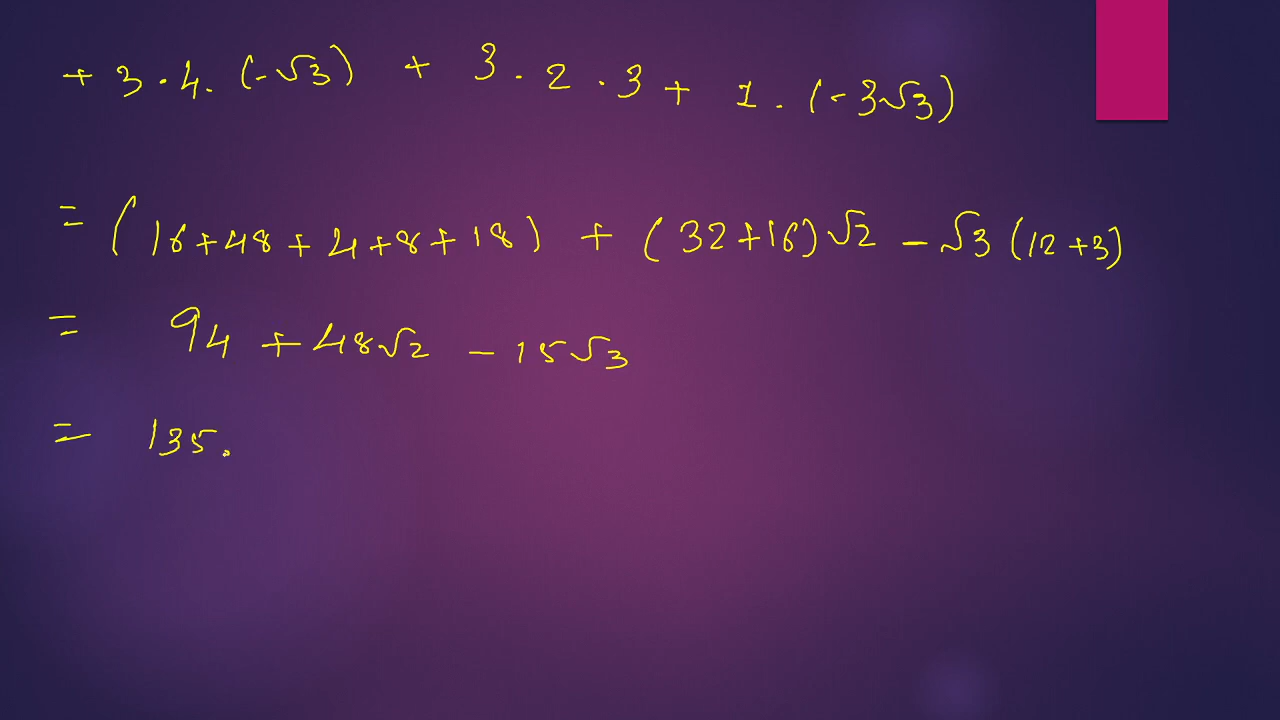 + 3 · 4 · (-√3) + 3 · 2 · 3 + 1 · (-3√3)
= (16+48+4+8+18) + (32+16)√2 - √3 (12+3)
= 94 + 48√2 - 15√3
= 135.